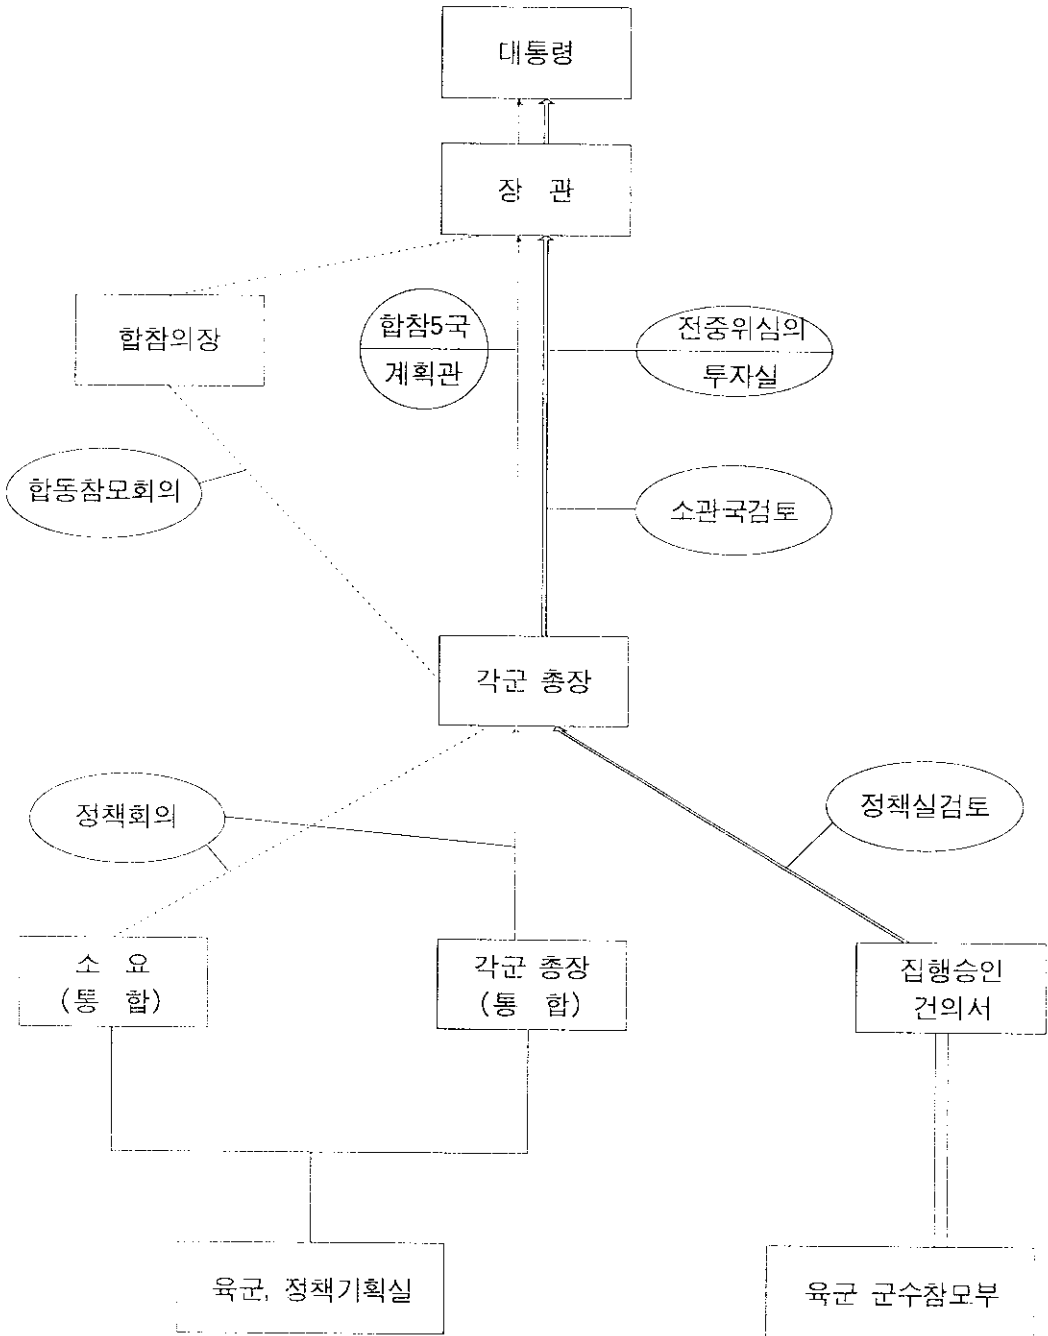 대통령
장 관
합참의장
합참5국
계획관
전중위심의
투자실
합동참모회의
소관국검토
각군 총장
정책회의
정책실검토
소 요
(통 합)
각군 총장
(통 합)
집행승인
건의서
육군, 정책기획실
육군 군수참모부